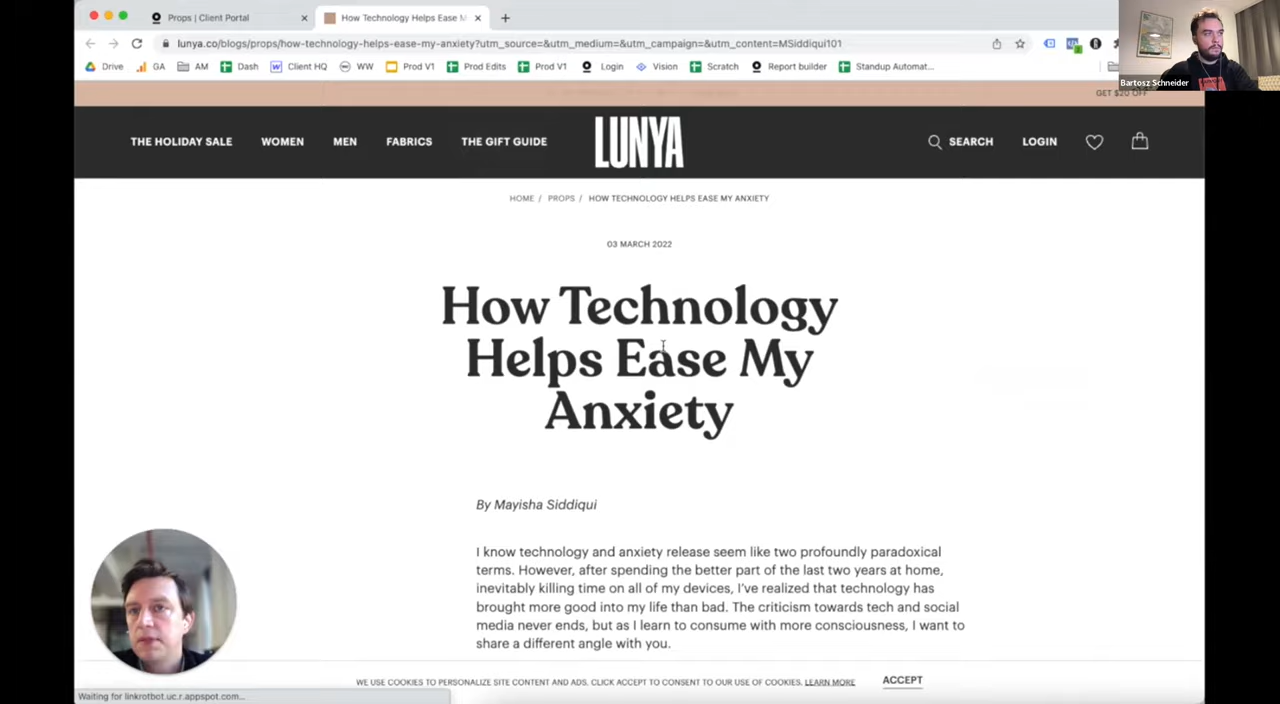 Props | Client Portal
How Technology Helps Ease M
lunya.co/blogs/props/how-technology-helps-ease-my-anxiety?utm_source=&utm_medium=&utm_campaign=&utm_content=MSiddiqui101
Drive GA AM Dash Client HQ WW Prod V1 Prod Edits Prod V1 Login Vision Scratch Report builder Standup Automat...
Bartosz Schneider
GET $20 OFF
THE HOLIDAY SALE WOMEN MEN FABRICS THE GIFT GUIDE LUNYA SEARCH LOGIN
HOME / PROPS / HOW TECHNOLOGY HELPS EASE MY ANXIETY
03 MARCH 2022
How Technology
Helps Ease My
Anxiety
By Mayisha Siddiqui
I know technology and anxiety release seem like two profoundly paradoxical
terms. However, after spending the better part of the last two years at home,
inevitably killing time on all of my devices, I've realized that technology has
brought more good into my life than bad. The criticism towards tech and social
media never ends, but as I learn to consume with more consciousness, I want to
share a different angle with you.
WE USE COOKIES TO PERSONALIZE SITE CONTENT AND ADS. CLICK ACCEPT TO CONSENT TO OUR USE OF COOKIES. LEARN MORE ACCEPT
Waiting for linkrotbot.uc.r.appspot.com...